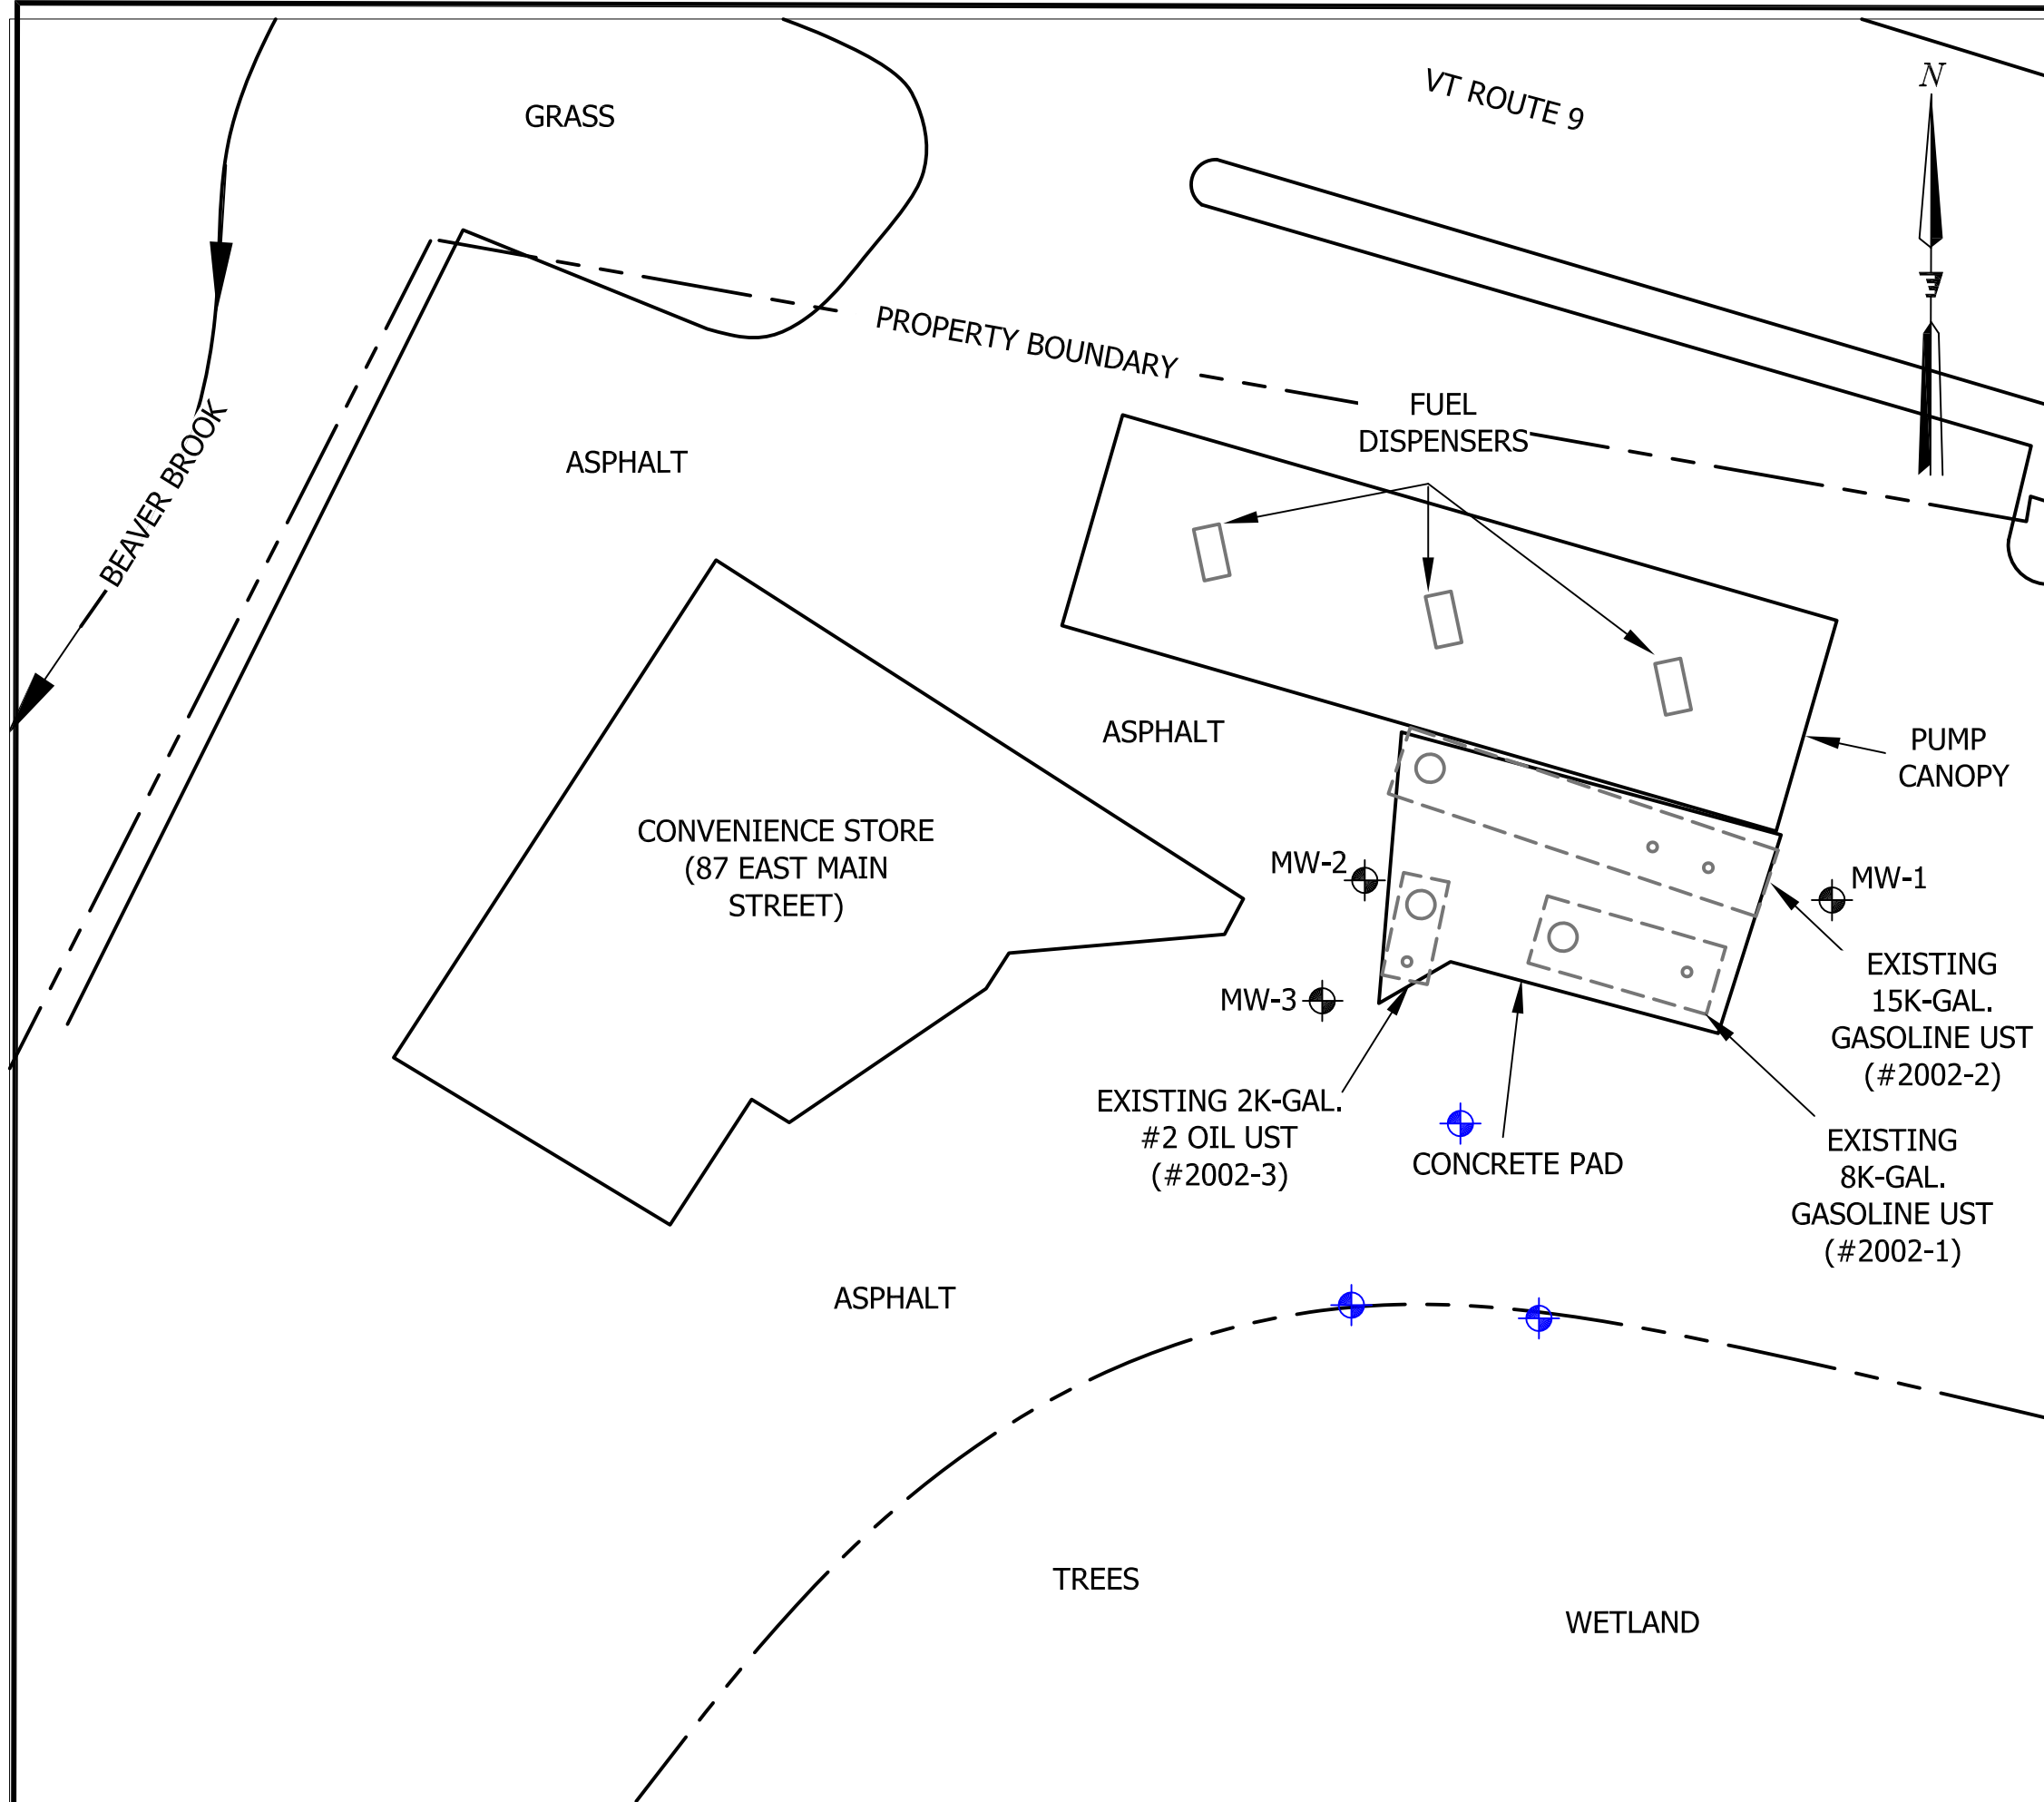 N
VT ROUTE 9
GRASS
PROPERTY BOUNDARY
FUEL
DISPENSERS
ASPHALT
BEAVER BROOK
ASPHALT
PUMP
CANOPY
CONVENIENCE STORE
(87 EAST MAIN
STREET)
MW-2
MW-1
EXISTING
15K-GAL.
GASOLINE UST
(#2002-2)
MW-3
EXISTING 2K-GAL.
#2 OIL UST
(#2002-3)
CONCRETE PAD
EXISTING
8K-GAL.
GASOLINE UST
(#2002-1)
ASPHALT
TREES
WETLAND